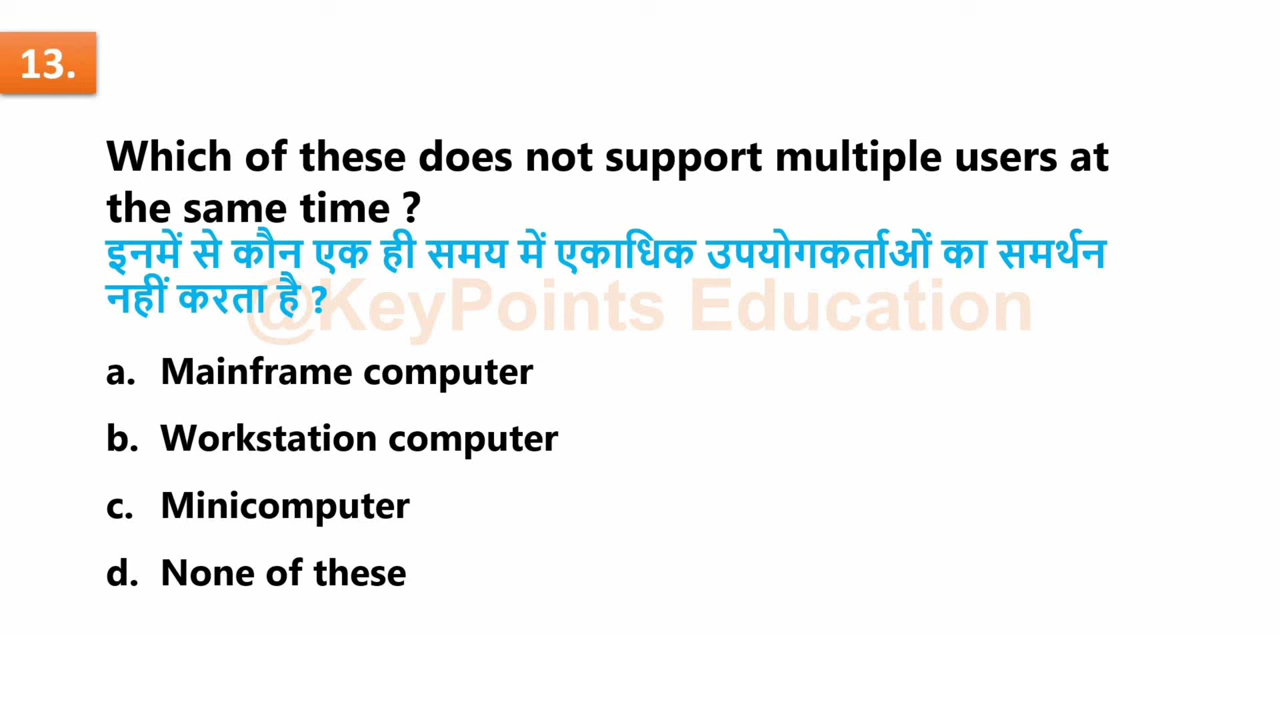 13.
Which of these does not support multiple users at
the same time ?
इनमें से कौन एक ही समय में एकाधिक उपयोगकर्ताओं का समर्थन
नहीं करता है ?
@KeyPoints Education
a. Mainframe computer
b. Workstation computer
c. Minicomputer
d. None of these